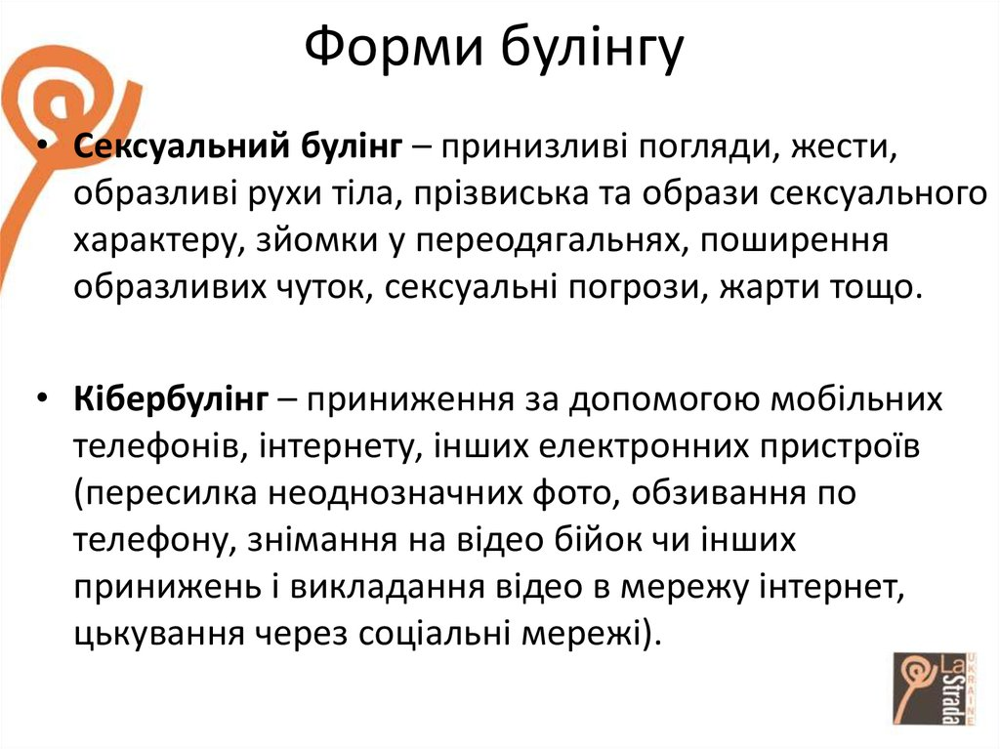 Форми булінгу
• Сексуальний булінг – принизливі погляди, жести,
образливі рухи тіла, прізвиська та образи сексуального
характеру, зйомки у переодягальнях, поширення
образливих чуток, сексуальні погрози, жарти тощо.
• Кібербулінг – приниження за допомогою мобільних
телефонів, інтернету, інших електронних пристроїв
(пересилка неоднозначних фото, обзивання по
телефону, знімання на відео бійок чи інших
принижень і викладання відео в мережу інтернет,
цькування через соціальні мережі).
La
Strada
UKRAINE